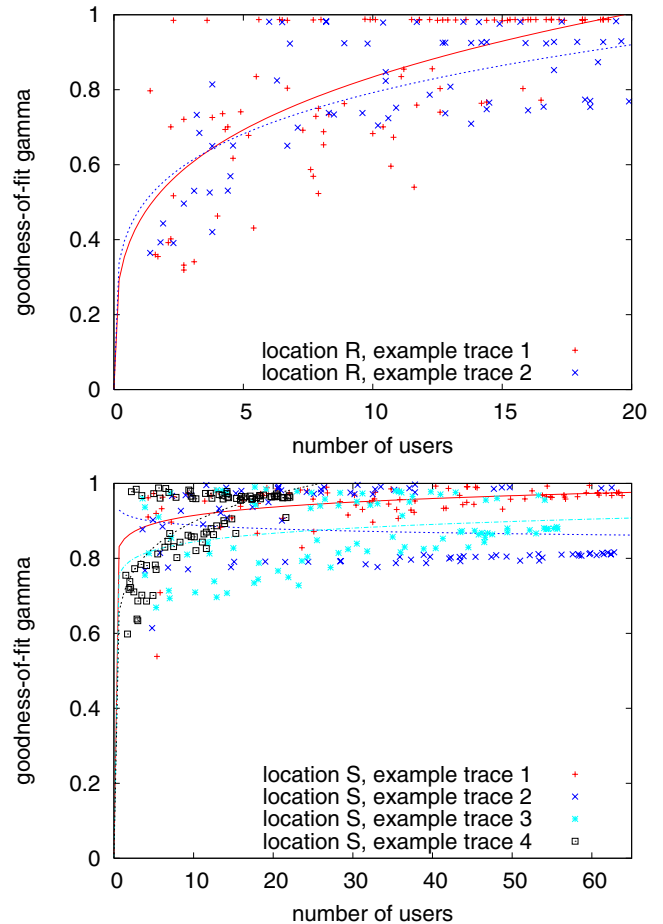 1
0.8
0.6
0.4
0.2
0
goodness-of-fit gamma
location R, example trace 1
location R, example trace 2
0 5 10 15 20
number of users
1
0.8
0.6
0.4
0.2
0
goodness-of-fit gamma
location S, example trace 1
location S, example trace 2
location S, example trace 3
location S, example trace 4
0 10 20 30 40 50 60
number of users